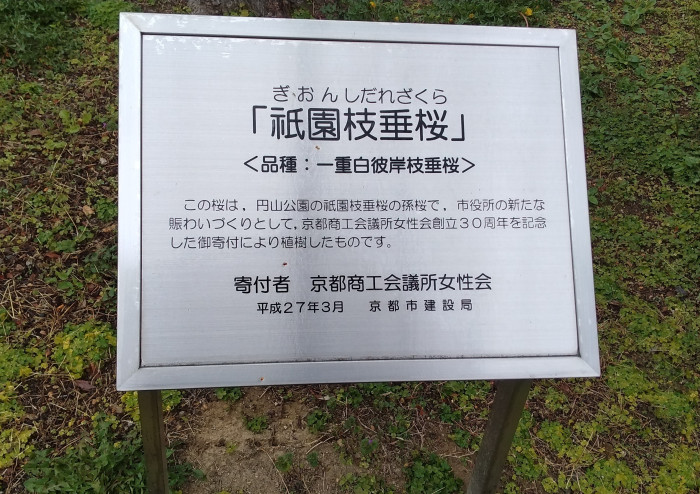 ぎおんしだれざくら
「祇園枝垂桜」
＜品種：一重白彼岸枝垂桜＞
この桜は，円山公園の祇園枝垂桜の孫桜で，市役所の新たな
賑わいづくりとして，京都商工会議所女性会創立３０周年を記念
した御寄付により植樹したものです。
寄付者　京都商工会議所女性会
平成２７年３月　京都市建設局